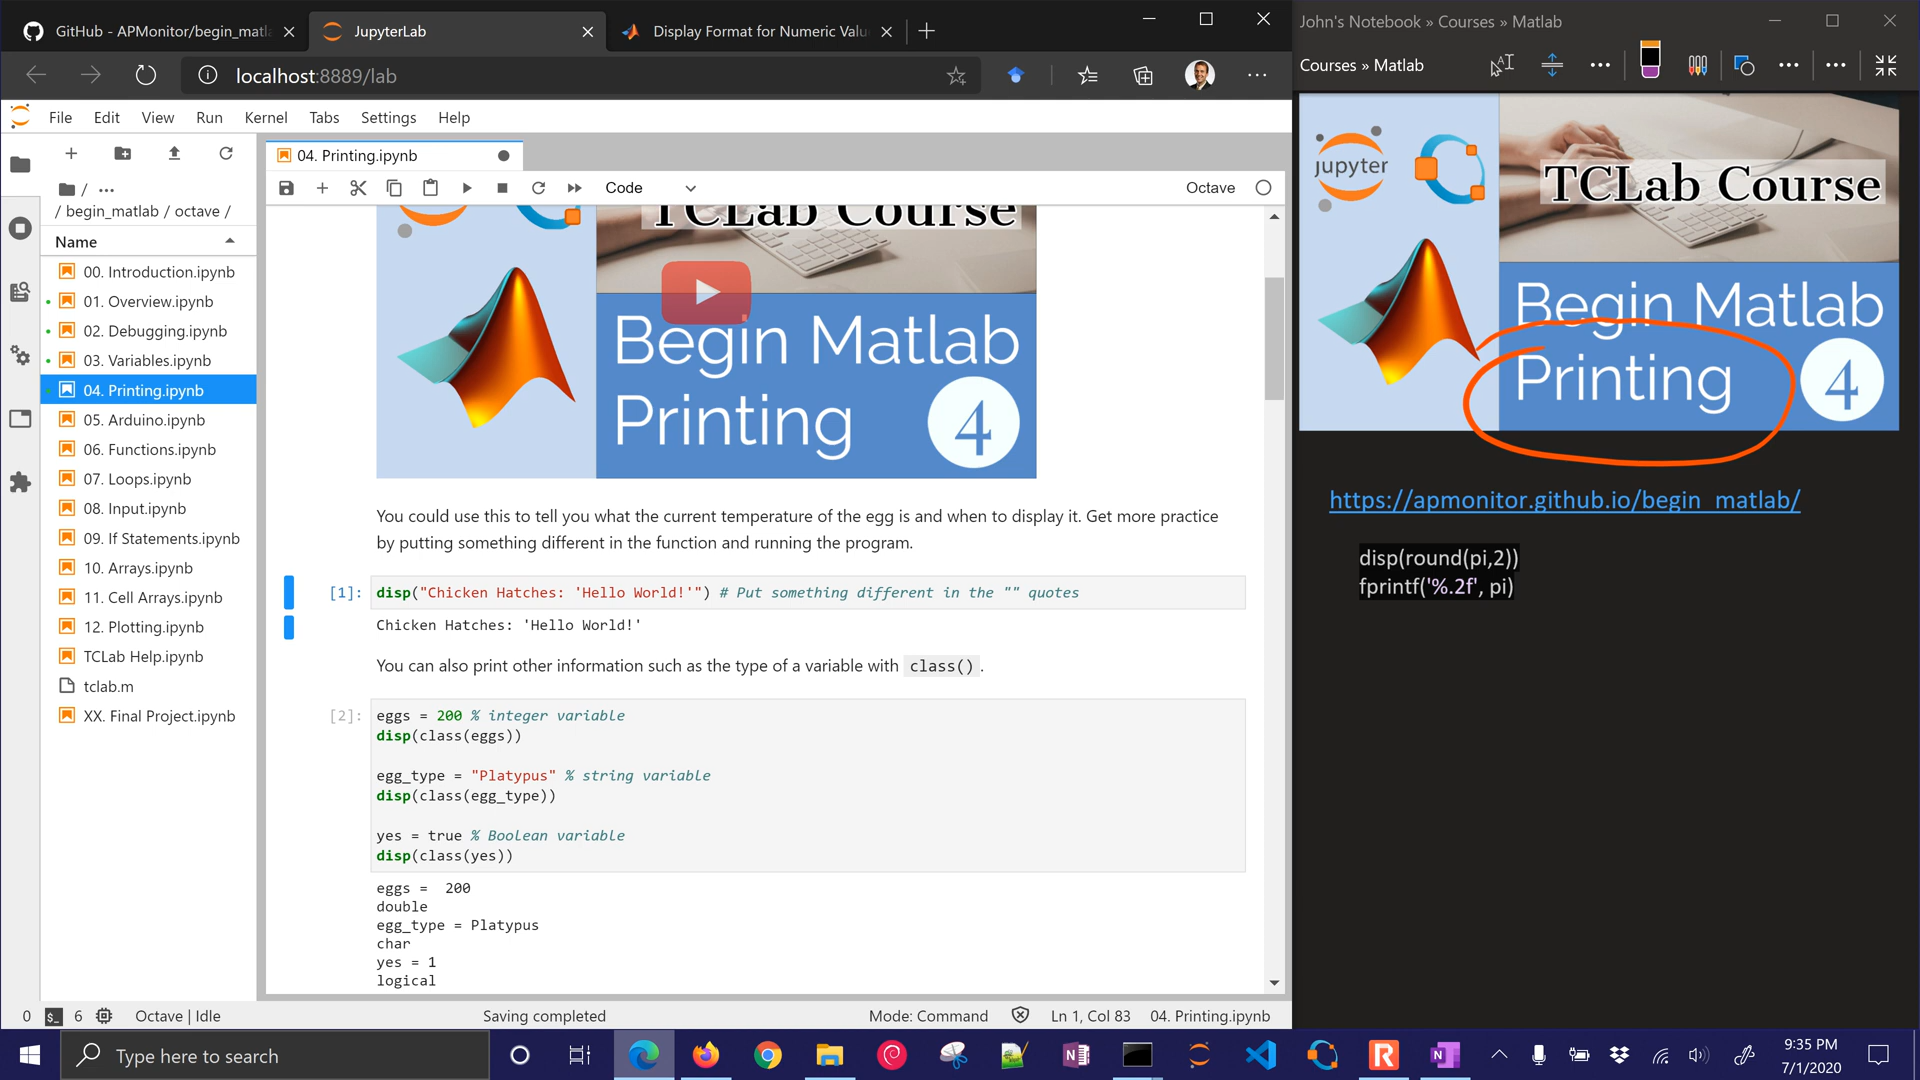 GitHub - APMonitor/begin_matla
JupyterLab
Display Format for Numeric Valu
localhost:8889/lab
File Edit View Run Kernel Tabs Settings Help
04. Printing.ipynb
/ ...
/ begin_matlab / octave /
Name
00. Introduction.ipynb
01. Overview.ipynb
02. Debugging.ipynb
03. Variables.ipynb
04. Printing.ipynb
05. Arduino.ipynb
06. Functions.ipynb
07. Loops.ipynb
08. Input.ipynb
09. If Statements.ipynb
10. Arrays.ipynb
11. Cell Arrays.ipynb
12. Plotting.ipynb
TCLab Help.ipynb
tclab.m
XX. Final Project.ipynb
Code
Octave
TCLab Course
Begin Matlab
Printing
4
You could use this to tell you what the current temperature of the egg is and when to display it. Get more practice
by putting something different in the function and running the program.
[1]: disp("Chicken Hatches: 'Hello World!'") # Put something different in the "" quotes
Chicken Hatches: 'Hello World!'
You can also print other information such as the type of a variable with class() .
[2]: eggs = 200 % integer variable
disp(class(eggs))
egg_type = "Platypus" % string variable
disp(class(egg_type))
yes = true % Boolean variable
disp(class(yes))
eggs = 200
double
egg_type = Platypus
char
yes = 1
logical
0 $_ 6 Octave | Idle Saving completed Mode: Command Ln 1, Col 83 04. Printing.ipynb
John's Notebook » Courses » Matlab
Courses » Matlab
jupyter
TCLab Course
Begin Matlab
Printing
4
https://apmonitor.github.io/begin_matlab/
disp(round(pi,2))
fprintf('%.2f', pi)
Type here to search
9:35 PM
7/1/2020